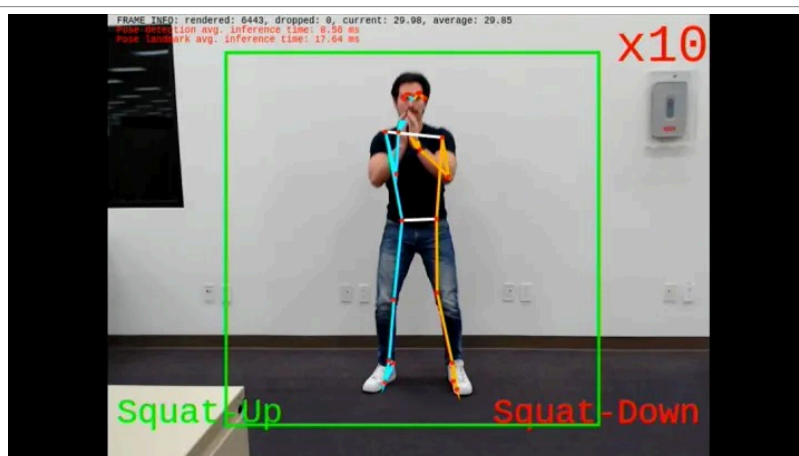 FRAME INFO: rendered: 6443, dropped: 0, current: 29.98, average: 29.85
Pose detection avg. inference time: 8.56 ms
Pose landmark avg. inference time: 17.64 ms
x10
Squat-Up
Squat-Down